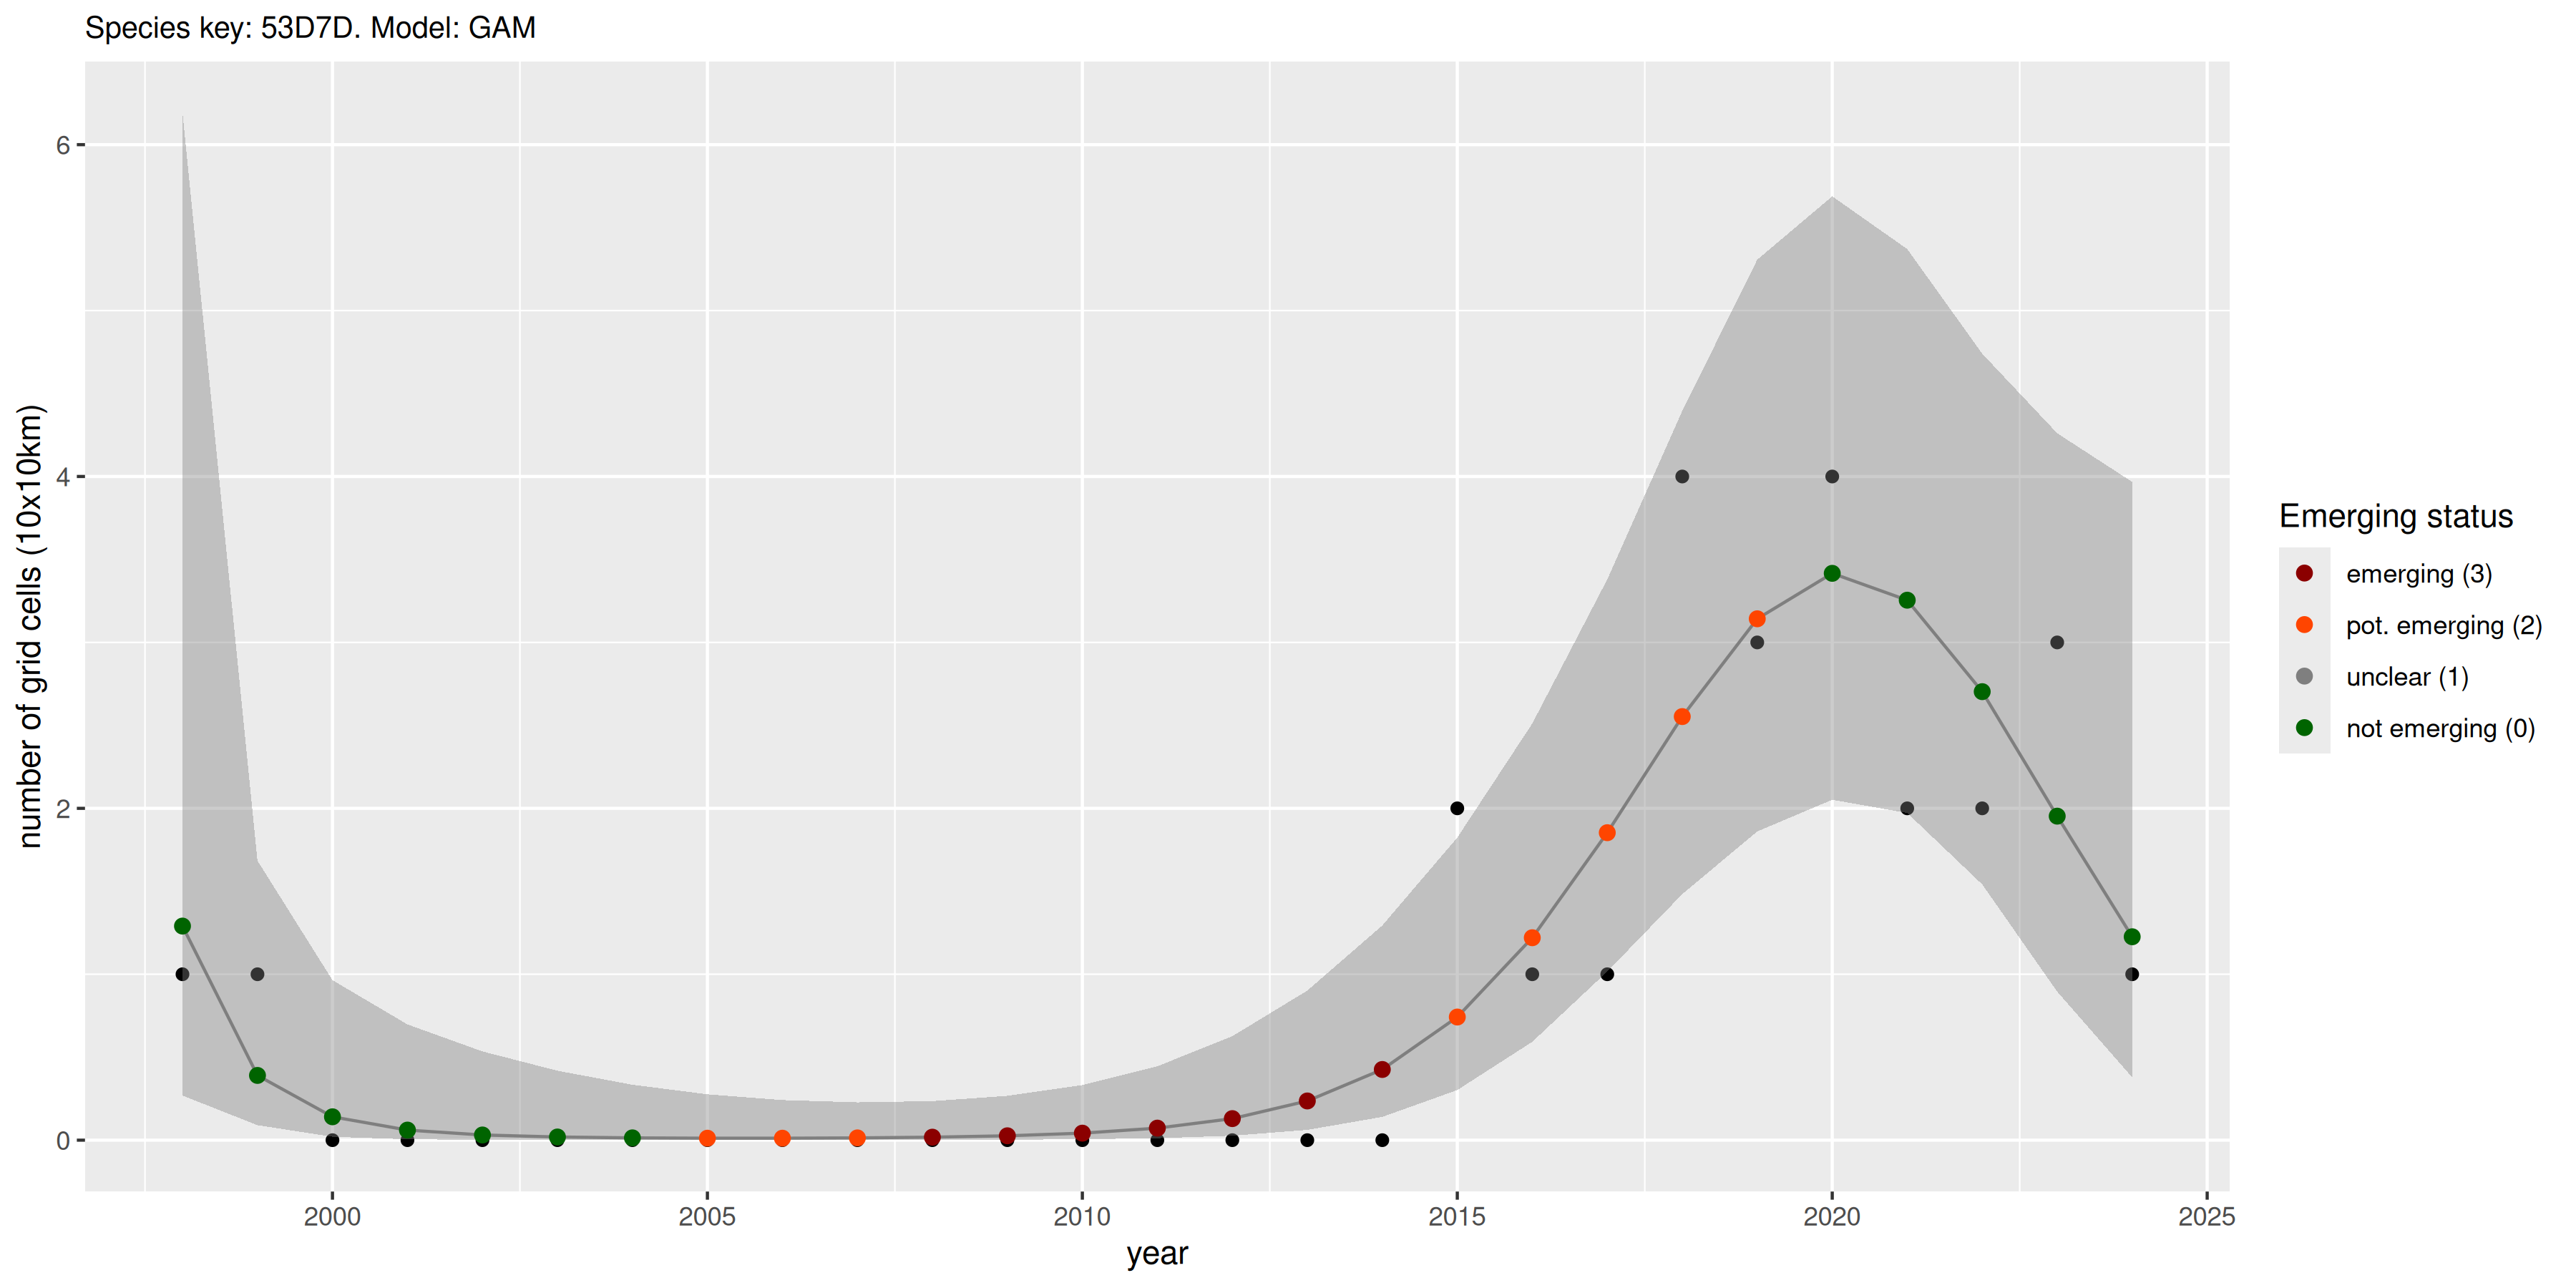 Species key: 53D7D. Model: GAM
number of grid cells (10x10km)
6
4
2
0
2000
2005
2010
2015
2020
2025
year
Emerging status
emerging (3)
pot. emerging (2)
unclear (1)
not emerging (0)